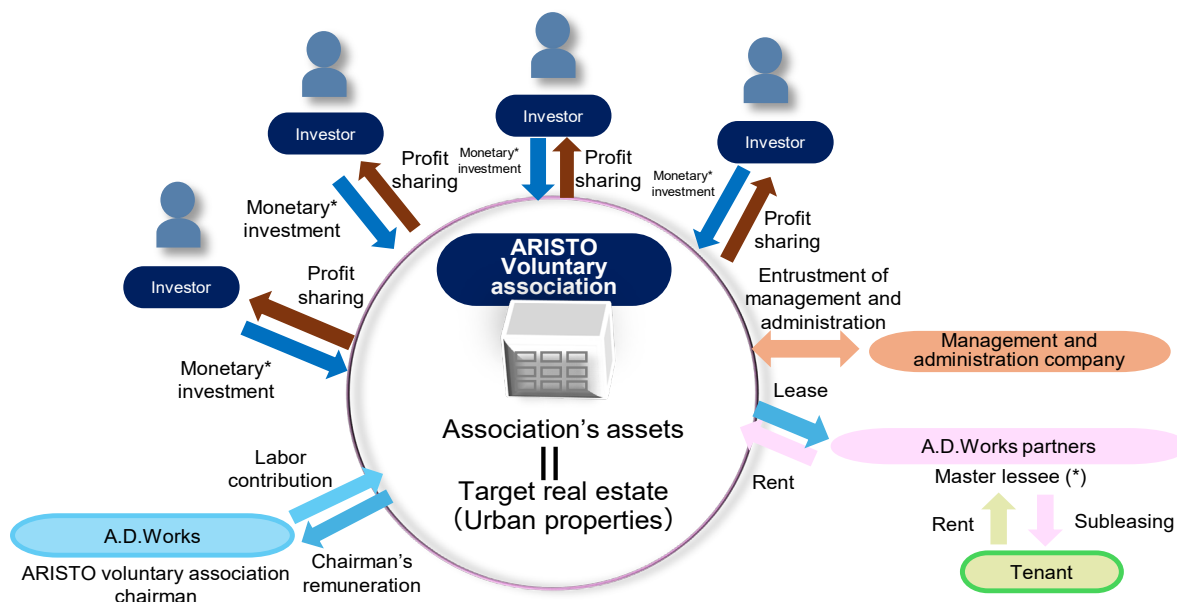 Investor
Investor
Investor
Investor
Profit
sharing
Monetary*
investment
Profit
sharing
Monetary*
investment
Profit
sharing
Monetary*
investment
Profit
sharing
Monetary*
investment
ARISTO
Voluntary
association
Association's assets
Target real estate
（Urban properties）
Entrustment of
management and
administration
Management and
administration company
Lease
A.D.Works partners
Master lessee (*)
Rent
Rent
Subleasing
Tenant
Labor
contribution
A.D.Works
ARISTO voluntary association
chairman
Chairman's
remuneration